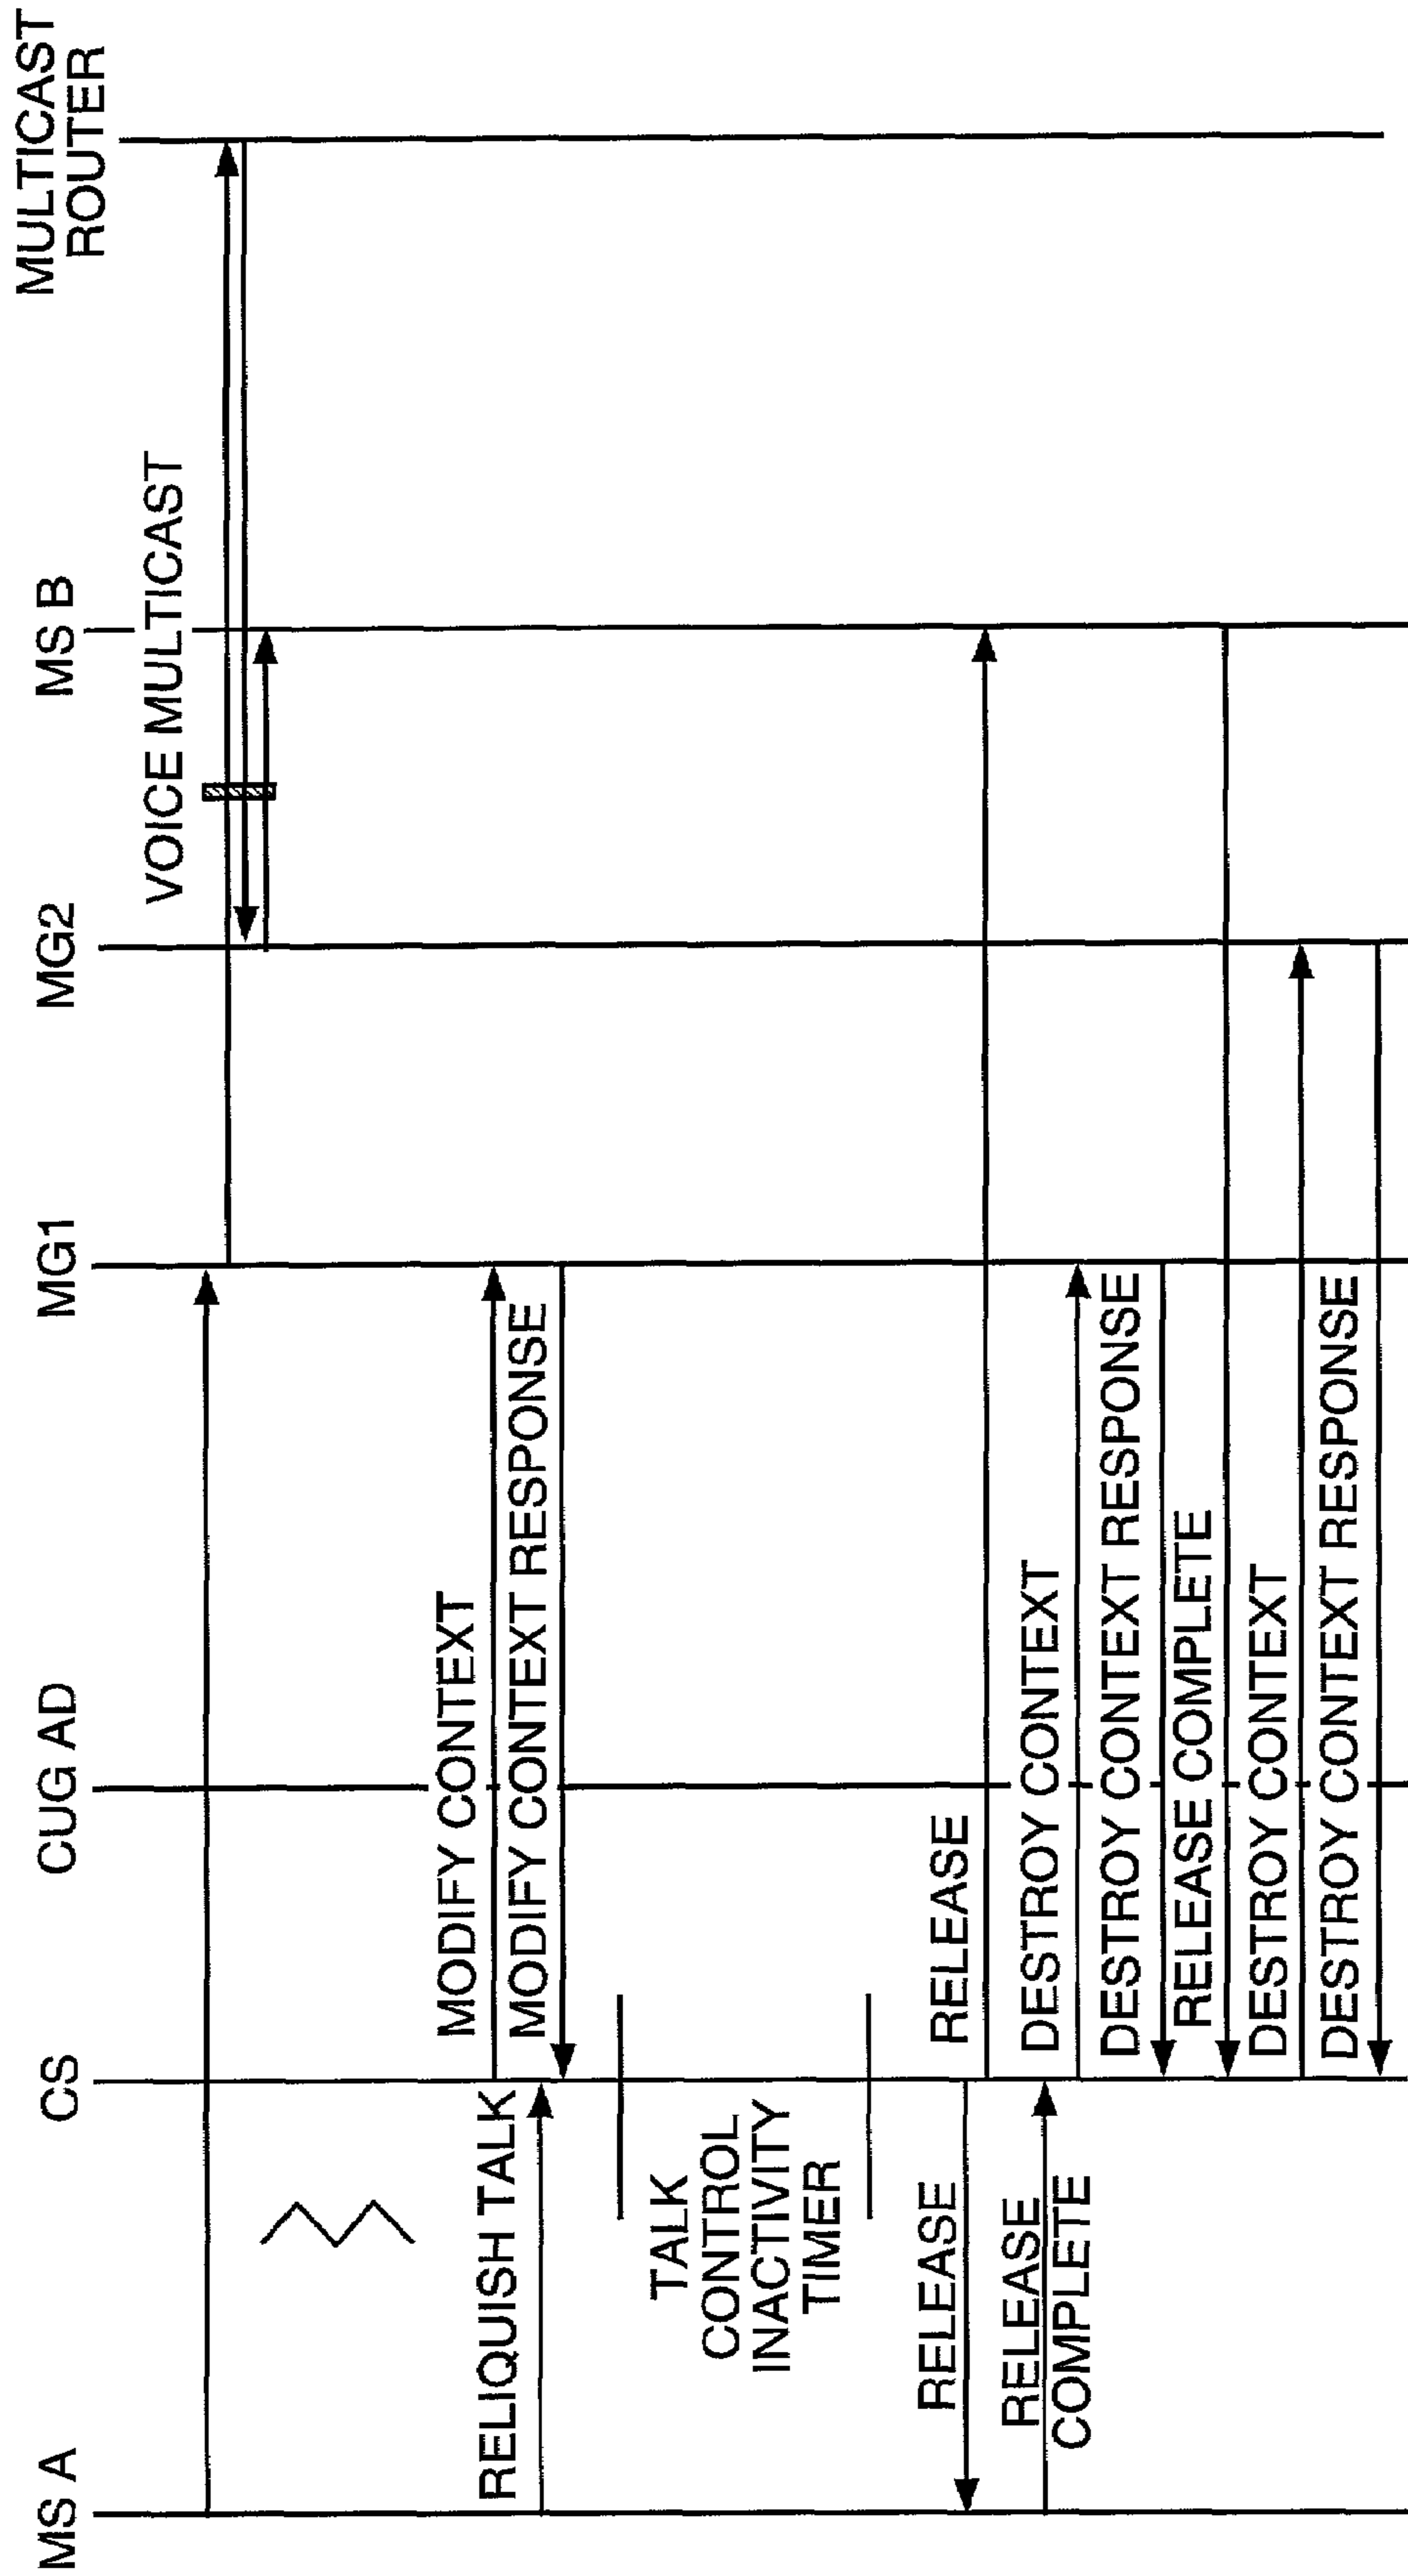 MS A
CS
CUG AD
MG1
MG2
MS B
MULTICAST
ROUTER
VOICE MULTICAST
MODIFY CONTEXT
RELIQUISH TALK
MODIFY CONTEXT RESPONSE
TALK
CONTROL
INACTIVITY
TIMER
RELEASE
RELEASE
RELEASE
COMPLETE
DESTROY CONTEXT
DESTROY CONTEXT RESPONSE
RELEASE COMPLETE
DESTROY CONTEXT
DESTROY CONTEXT RESPONSE